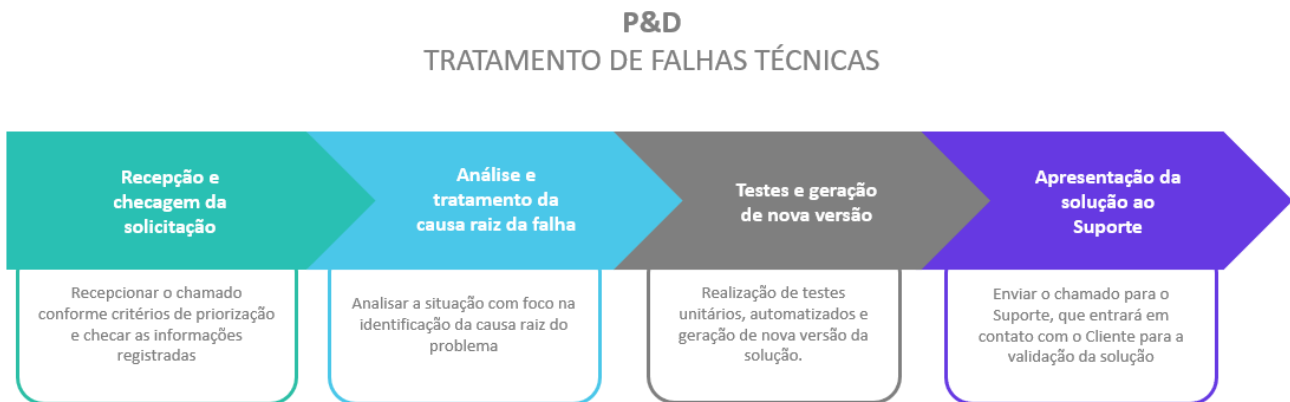 P&D
TRATAMENTO DE FALHAS TÉCNICAS
Recepção e
checagem da
solicitação
Análise e
tratamento da
causa raiz da falha
Testes e geração
de nova versão
Apresentação da
solução ao
Suporte
Recepcionar o chamado
conforme critérios de priorização
e checar as informações
registradas
Analisar a situação com foco na
identificação da causa raiz do
problema
Realização de testes
unitários, automatizados e
geração de nova versão da
solução.
Enviar o chamado para o
Suporte, que entrará em
contato com o Cliente para a
validação da solução